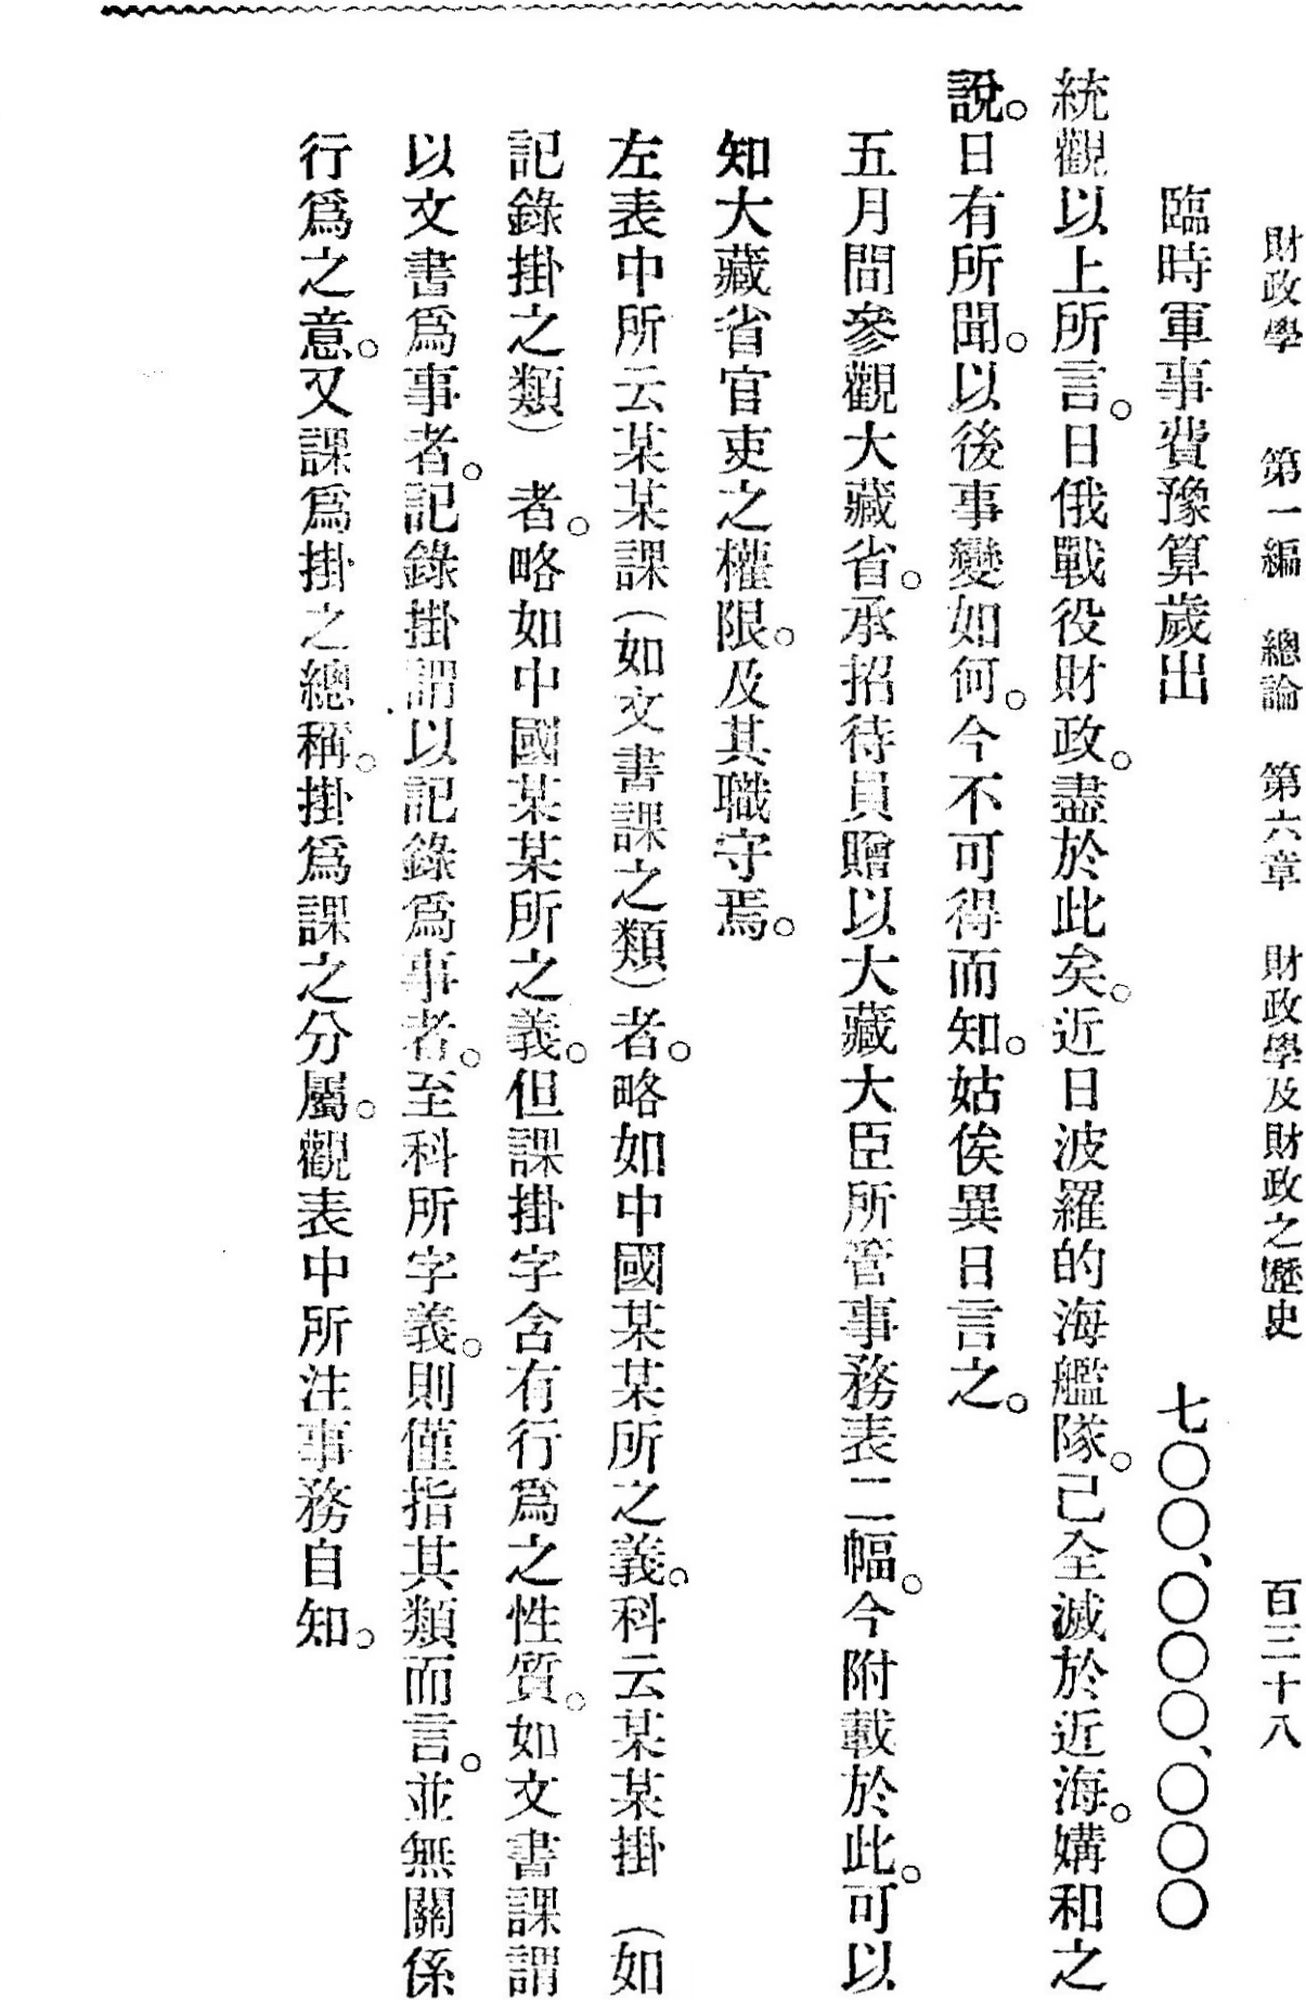 財政學 第一編 總論 第六章 財政學及財政之歷史 百三十八
臨時軍事費豫算歲出 七〇〇、〇〇〇、〇〇〇
統觀以上所言。日俄戰役財政。盡於此矣。近日波羅的海艦隊。已全滅於近海。媾和之
說。日有所聞。以後事變如何。今不可得而知。姑俟異日言之。
五月間參觀大藏省。承招待員贈以大藏大臣所管事務表二幅。今附載於此。可以
知大藏省官吏之權限。及其職守焉。
左表中所云某某課（如文書課之類）者。略如中國某某所之義。科云某某掛（如
記錄掛之類）者。略如中國某某所之義。但課掛字含有行爲之性質。如文書課謂
以文書爲事者。記錄掛謂以記錄爲事者。至科所字義。則僅指其類而言。並無關係
行爲之意。又課爲掛之總稱。掛爲課之分屬。觀表中所注事務自知。